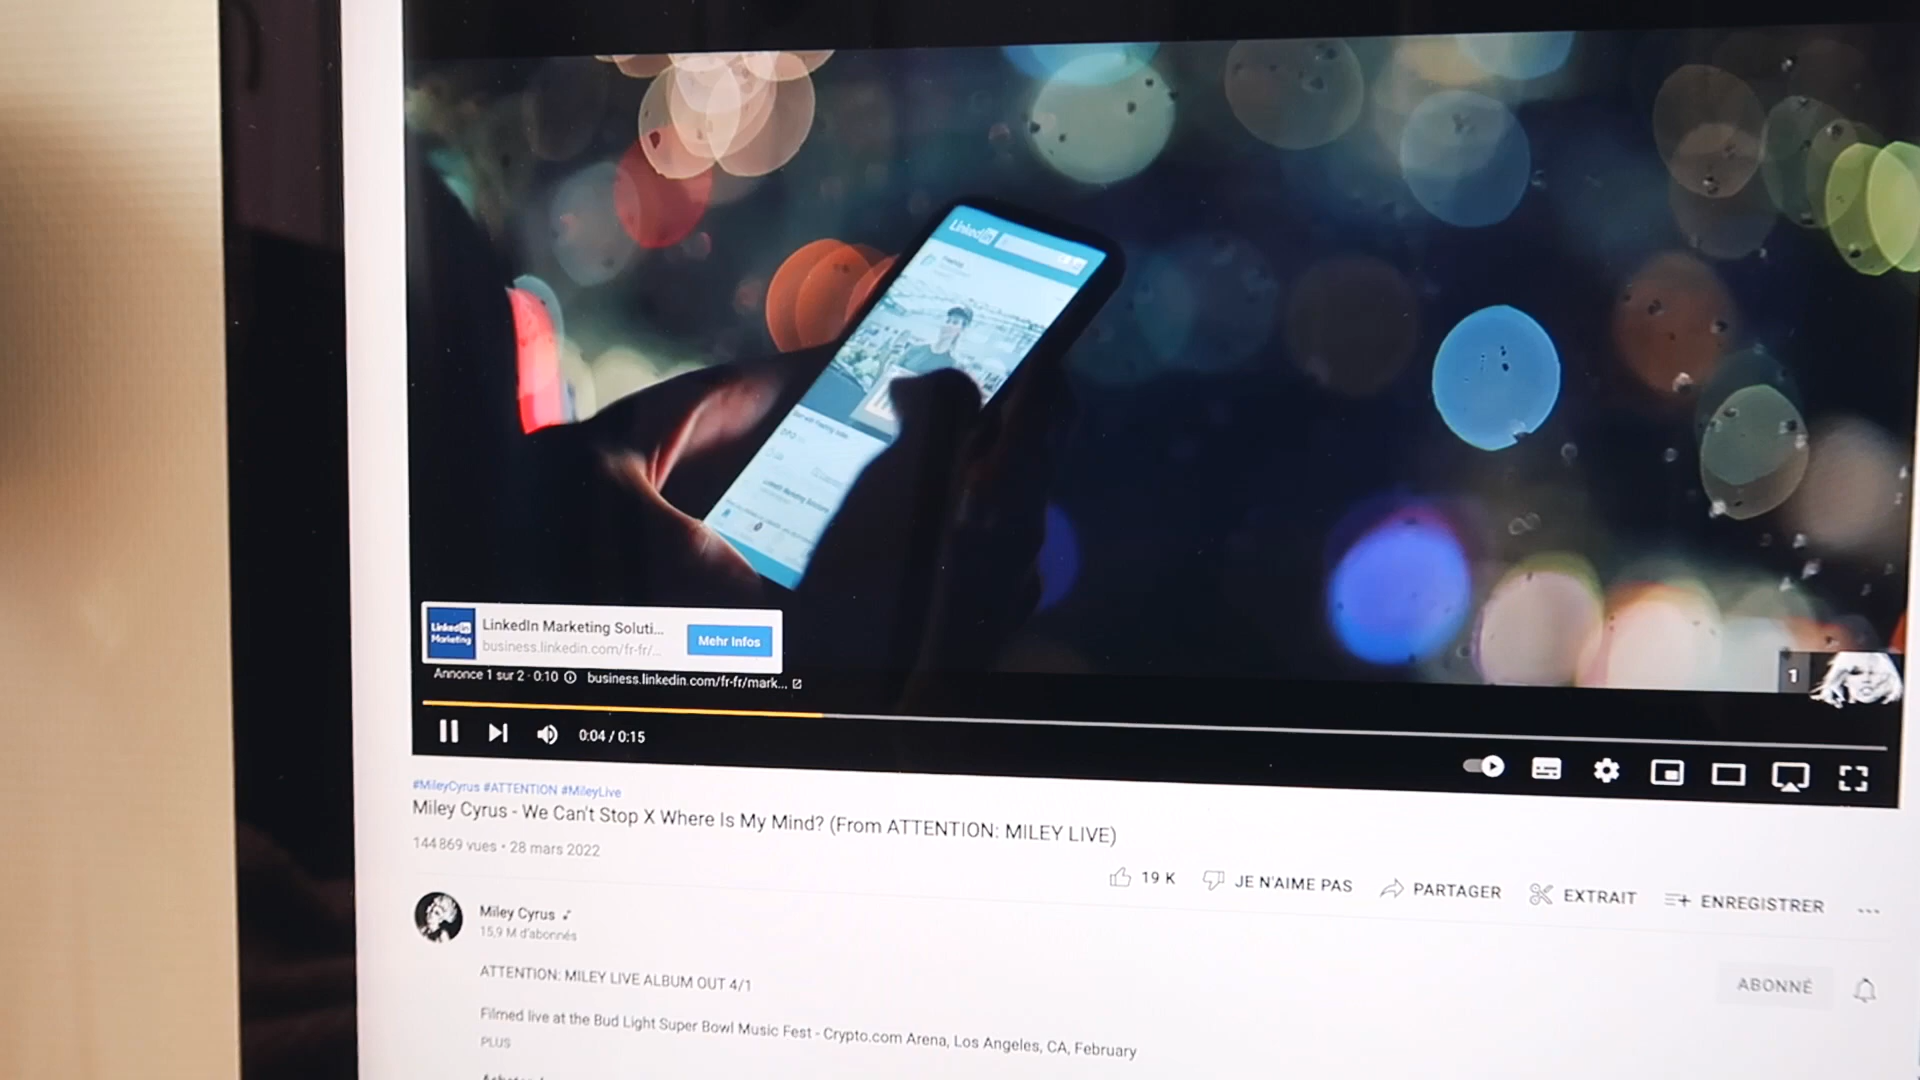 LinkedIn
LinkedIn
Marketing
LinkedIn Marketing Soluti...
business.linkedin.com/fr-fr/...
Mehr Infos
Annonce 1 sur 2 · 0:10 business.linkedin.com/fr-fr/mark...
1
0:04 / 0:15
#MileyCyrus #ATTENTION #MileyLive
Miley Cyrus - We Can't Stop X Where Is My Mind? (From ATTENTION: MILEY LIVE)
144 869 vues • 28 mars 2022
19 K JE N'AIME PAS PARTAGER EXTRAIT ENREGISTRER ...
Miley Cyrus
15,9 M d'abonnés
ABONNÉ
ATTENTION: MILEY LIVE ALBUM OUT 4/1
Filmed live at the Bud Light Super Bowl Music Fest - Crypto.com Arena, Los Angeles, CA, February
PLUS